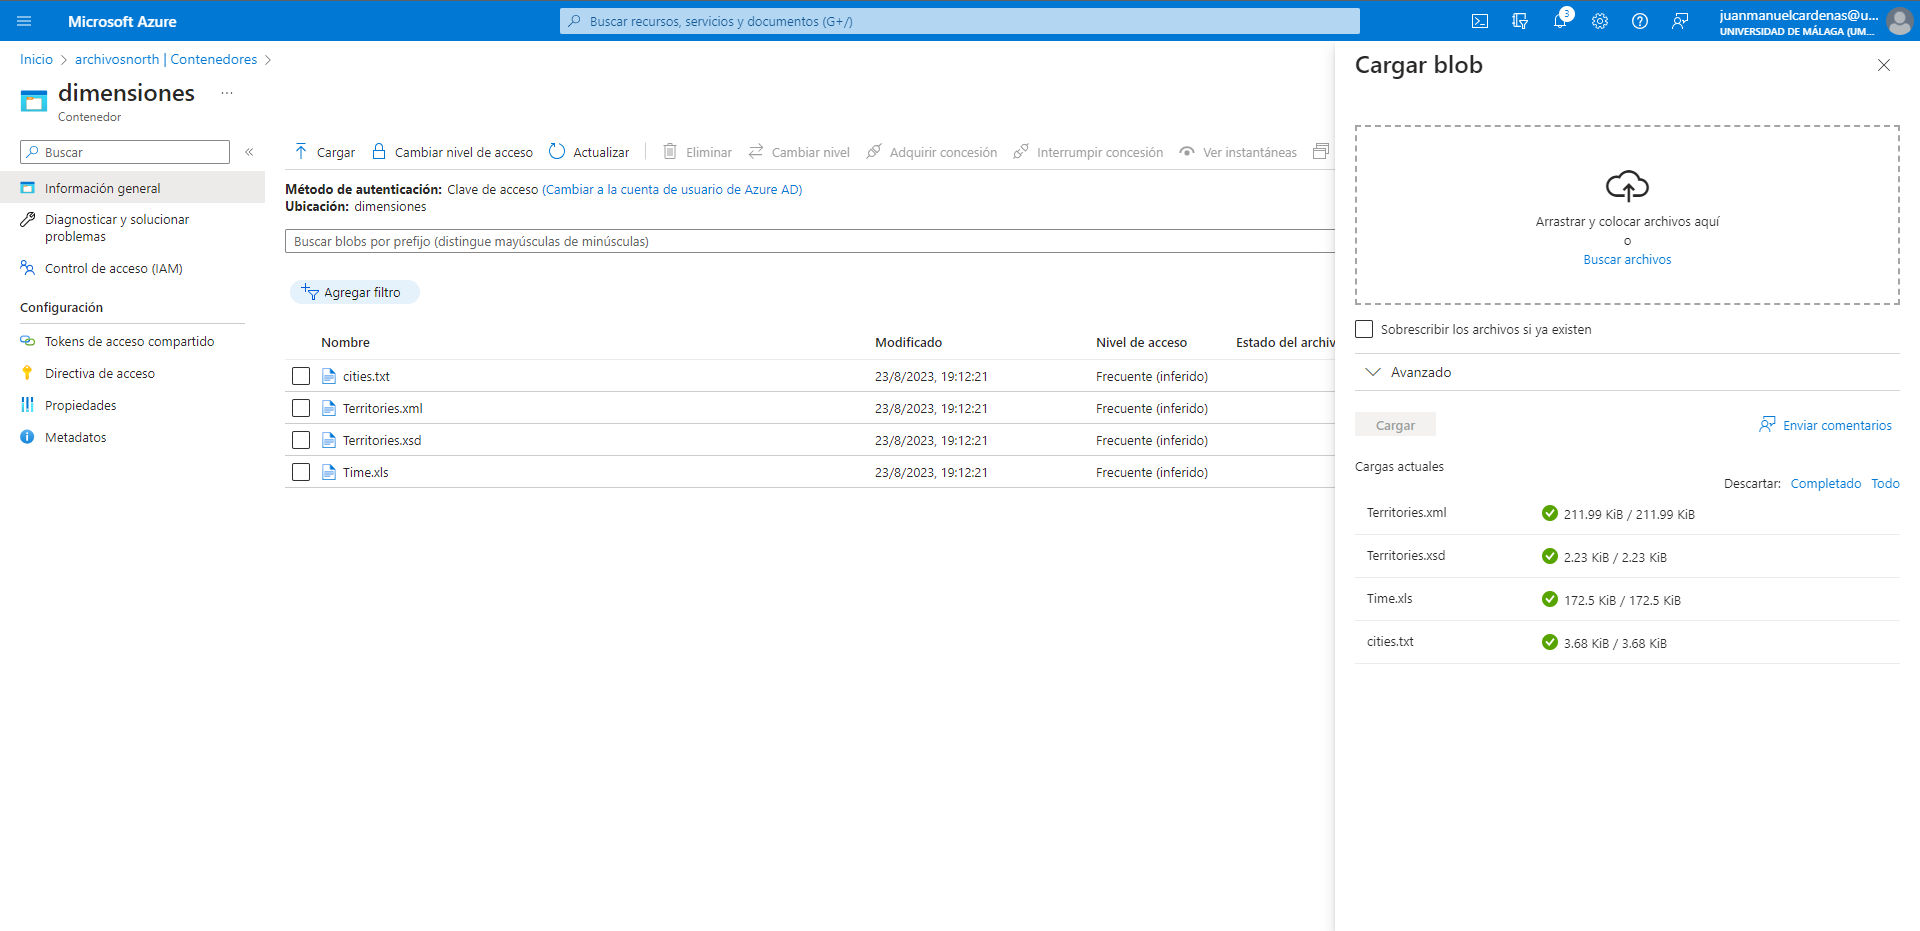 Microsoft Azure
Buscar recursos, servicios y documentos (G+/)
3
juanmanuelcardenas@u...
UNIVERSIDAD DE MÁLAGA (UM...
Inicio > archivosnorth | Contenedores >
dimensiones ...
Contenedor
Buscar
«
Información general
Diagnosticar y solucionar
problemas
Control de acceso (IAM)
Configuración
Tokens de acceso compartido
Directiva de acceso
Propiedades
Metadatos
Cargar Cambiar nivel de acceso Actualizar Eliminar Cambiar nivel Adquirir concesión Interrumpir concesión Ver instantáneas
Método de autenticación: Clave de acceso (Cambiar a la cuenta de usuario de Azure AD)
Ubicación: dimensiones
Buscar blobs por prefijo (distingue mayúsculas de minúsculas)
Agregar filtro
Nombre Modificado Nivel de acceso Estado del archiv
cities.txt 23/8/2023, 19:12:21 Frecuente (inferido)
Territories.xml 23/8/2023, 19:12:21 Frecuente (inferido)
Territories.xsd 23/8/2023, 19:12:21 Frecuente (inferido)
Time.xls 23/8/2023, 19:12:21 Frecuente (inferido)
Cargar blob
Arrastrar y colocar archivos aquí
o
Buscar archivos
Sobrescribir los archivos si ya existen
Avanzado
Cargar
Enviar comentarios
Cargas actuales
Descartar: Completado Todo
Territories.xml 211.99 KiB / 211.99 KiB
Territories.xsd 2.23 KiB / 2.23 KiB
Time.xls 172.5 KiB / 172.5 KiB
cities.txt 3.68 KiB / 3.68 KiB